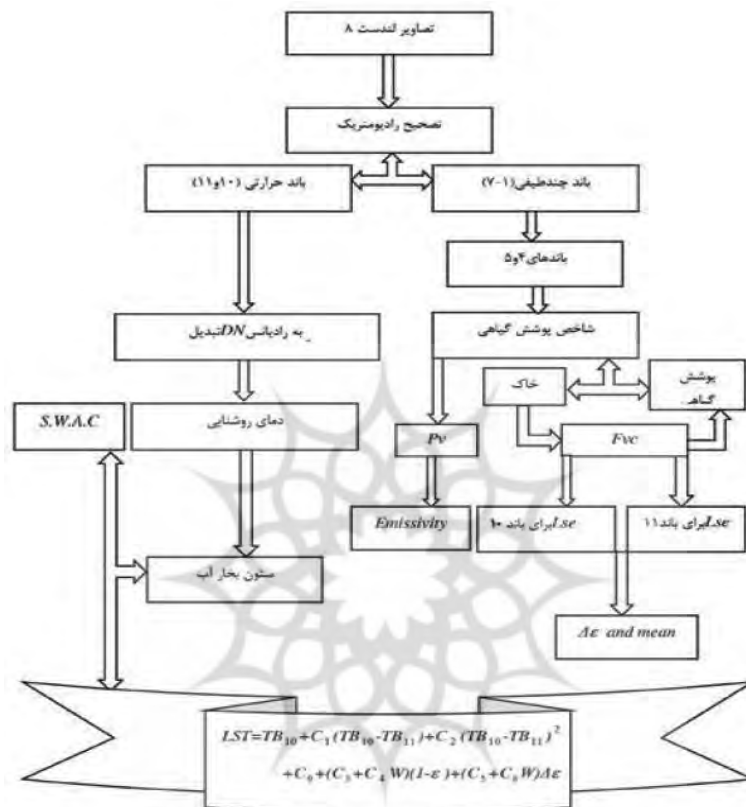 تصاویر لندست ۸
تصحیح رادیومتریک
باند حرارتی (۱۰و۱۱)
باند چندطیفی(۱-۷)
باندهای۴و۵
به رادیانسDNتبدیل
شاخص پوشش گیاهی
خاک
پوشش
گیاه
S.W.A.C
دمای روشنایی
Pv
Fvc
Emissivity
Lseبرای باند ۱۰
Lseبرای باند۱۱
ستون بخار آب
Δε and mean
LST=TB10+C1(TB10-TB11)+C2 (TB10-TB11)2
+C0+(C3+C4 W)(1-ε)+(C5+C6W)Δε